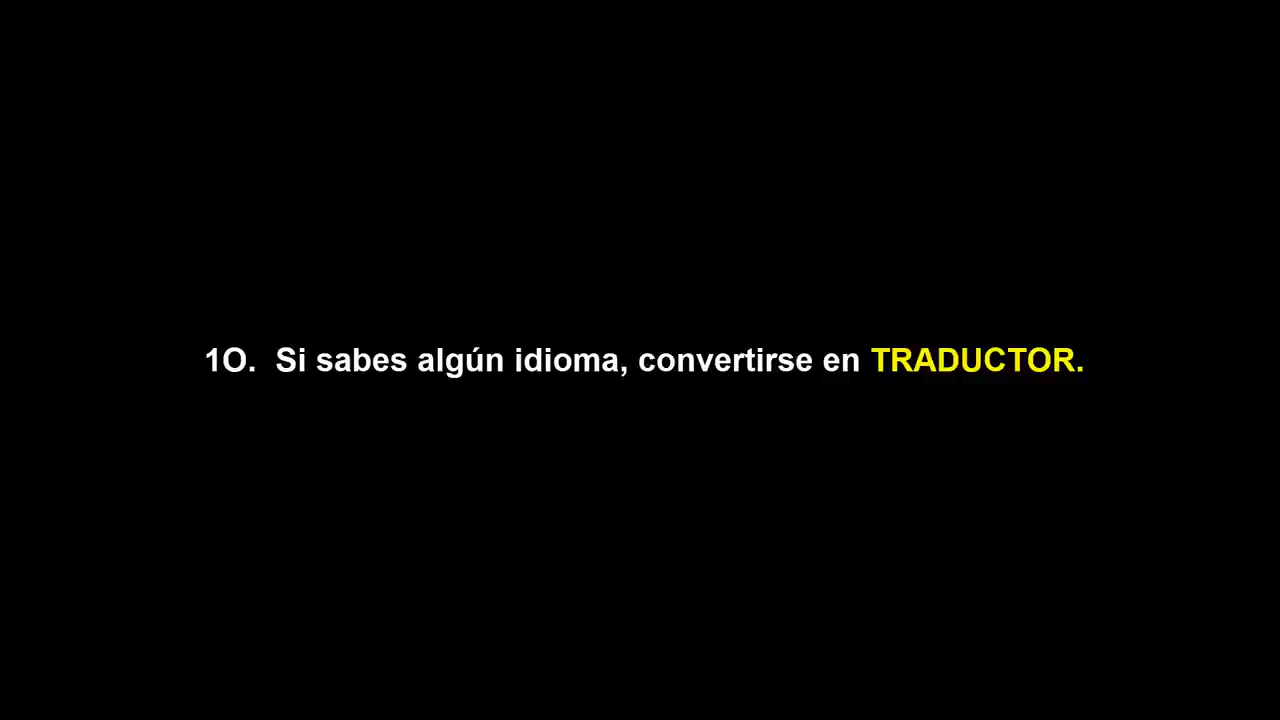 1O. Si sabes algún idioma, convertirse en TRADUCTOR.